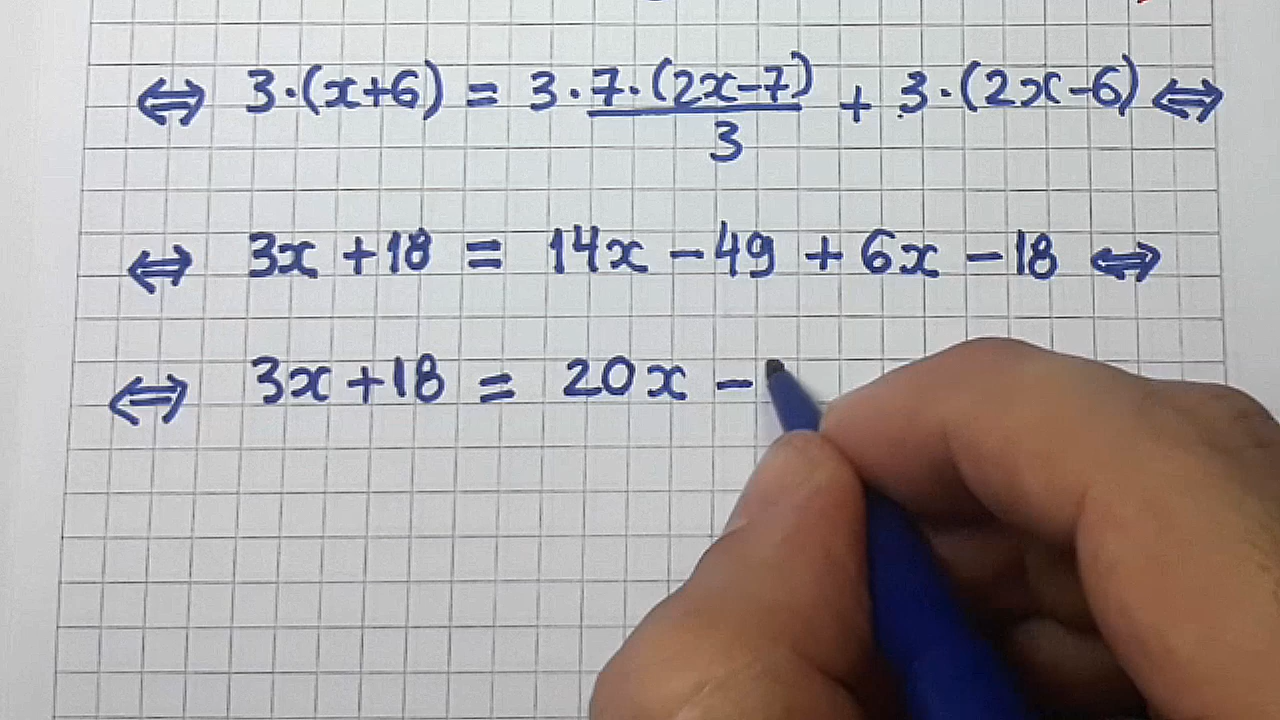 ⇔ 3·(x+6) = 3·7·(2x-7)/3 + 3·(2x-6) ⇔
⇔ 3x +18 = 14x - 49 + 6x - 18 ⇔
⇔ 3x+18 = 20x -